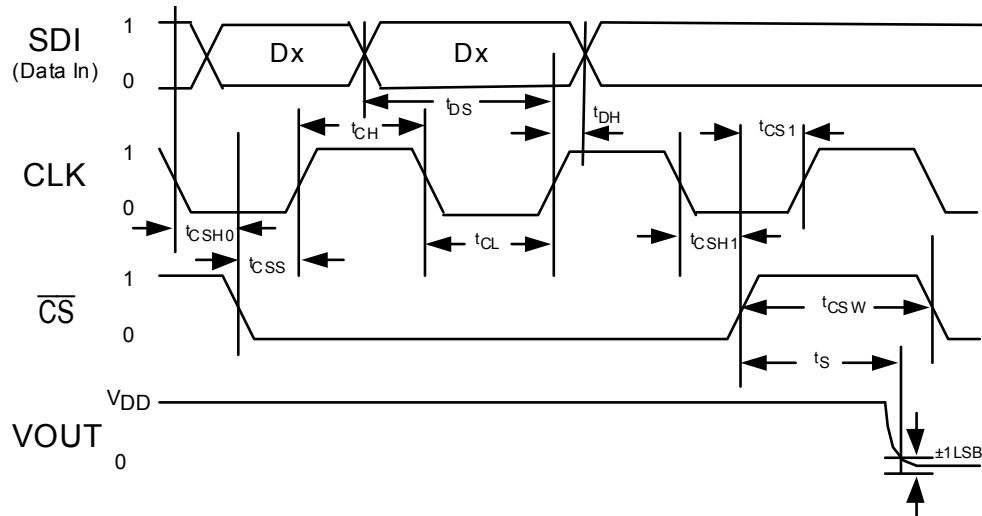 SDI
(Data In)
1
0
Dx
Dx
tDS
tCH
tDH
tCS1
CLK
1
0
tCSH0
tCL
tCSH1
tCSS
CS
1
0
tCSW
tS
VDD
VOUT
0
±1LSB